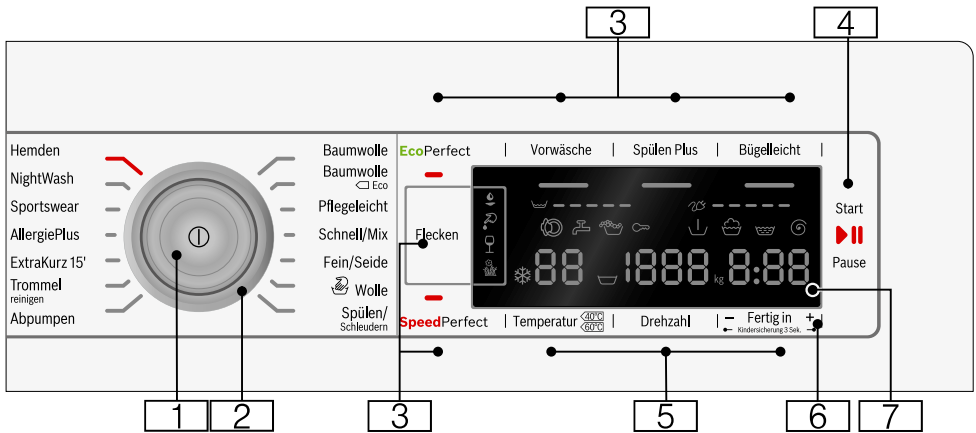 3
4
Hemden
NightWash
Sportswear
AllergiePlus
ExtraKurz 15'
Trommel
reinigen
Abpumpen
Baumwolle
Baumwolle
Eco
Pflegeleicht
Schnell/Mix
Fein/Seide
Wolle
Spülen/
Schleudern
EcoPerfect | Vorwäsche | Spülen Plus | Bügelleicht |
Flecken
88 1888 kg 8:88
SpeedPerfect | Temperatur 40°C 60°C | Drehzahl | – Fertig in + |
Kindersicherung 3 Sek.
Start
Pause
1 2 3 5 6 7